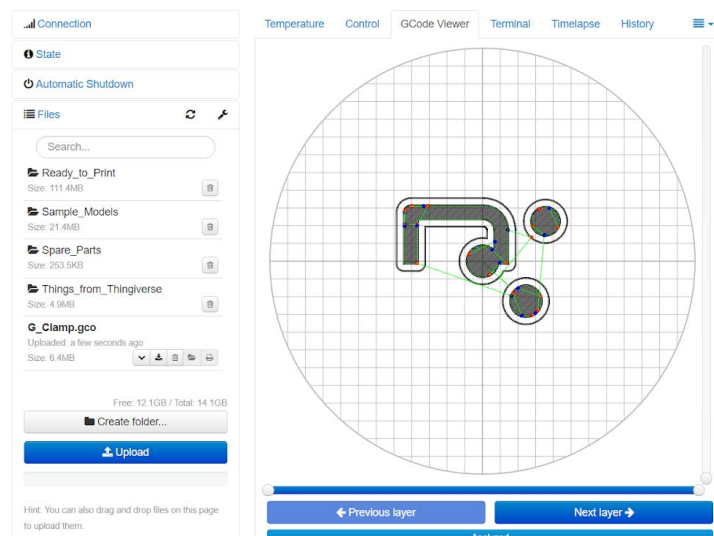 Connection
State
Automatic Shutdown
Files
Search...
Ready_to_Print
Size: 111.4MB
Sample_Models
Size: 21.4MB
Spare_Parts
Size: 253.5KB
Things_from_Thingiverse
Size: 4.9MB
G_Clamp.gco
Uploaded: a few seconds ago
Size: 6.4MB
Free: 12.1GB / Total: 14.1GB
Create folder...
Upload
Hint: You can also drag and drop files on this page
to upload them.
Temperature Control GCode Viewer Terminal Timelapse History
Previous layer Next layer